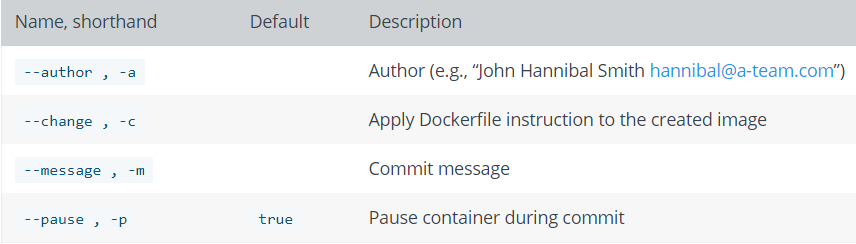 Name, shorthand Default Description
--author , -a Author (e.g., “John Hannibal Smith hannibal@a-team.com”)
--change , -c Apply Dockerfile instruction to the created image
--message , -m Commit message
--pause , -p true Pause container during commit